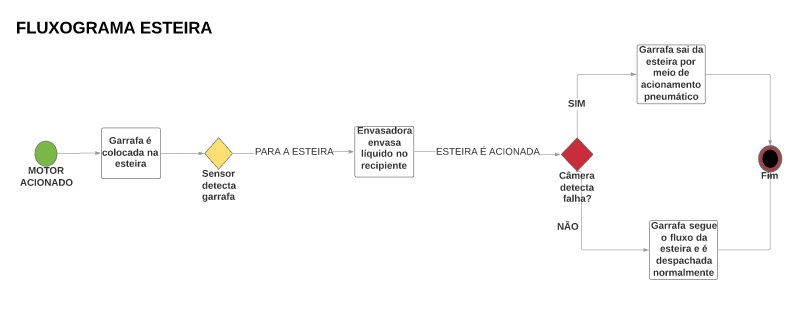 FLUXOGRAMA ESTEIRA
MOTOR
ACIONADO
Garrafa é
colocada na
esteira
Sensor
detecta
garrafa
PARA A ESTEIRA
Envasadora
envasa
líquido no
recipiente
ESTEIRA É ACIONADA
Câmera
detecta
falha?
SIM
Garrafa sai da
esteira por
meio de
acionamento
pneumático
NÃO
Garrafa segue
o fluxo da
esteira e é
despachada
normalmente
Fim